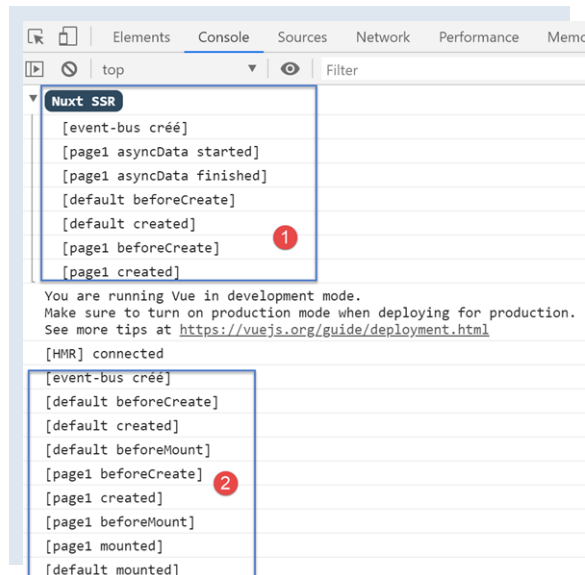 Elements Console Sources Network Performance
top Filter
Nuxt SSR
[event-bus créé]
[page1 asyncData started]
[page1 asyncData finished]
[default beforeCreate]
[default created]
[page1 beforeCreate]
1
[page1 created]
You are running Vue in development mode.
Make sure to turn on production mode when deploying for production.
See more tips at https://vuejs.org/guide/deployment.html
[HMR] connected
[event-bus créé]
[default beforeCreate]
[default created]
[default beforeMount]
[page1 beforeCreate]
2
[page1 created]
[page1 beforeMount]
[page1 mounted]
[default mounted]